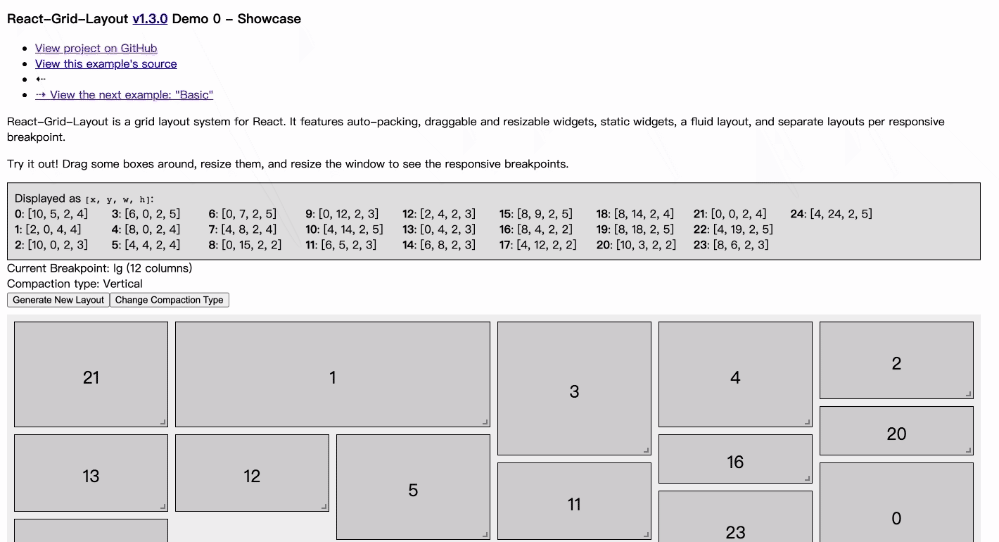 React-Grid-Layout v1.3.0 Demo 0 - Showcase
View project on GitHub
View this example's source
⇠
⇢ View the next example: "Basic"
React-Grid-Layout is a grid layout system for React. It features auto-packing, draggable and resizable widgets, static widgets, a fluid layout, and separate layouts per responsive
breakpoint.
Try it out! Drag some boxes around, resize them, and resize the window to see the responsive breakpoints.
Displayed as [x, y, w, h]:
0: [10, 5, 2, 4] 3: [6, 0, 2, 5] 6: [0, 7, 2, 5] 9: [0, 12, 2, 3] 12: [2, 4, 2, 3] 15: [8, 9, 2, 5] 18: [8, 14, 2, 4] 21: [0, 0, 2, 4] 24: [4, 24, 2, 5]
1: [2, 0, 4, 4] 4: [8, 0, 2, 4] 7: [4, 8, 2, 4] 10: [4, 14, 2, 5] 13: [0, 4, 2, 3] 16: [8, 4, 2, 2] 19: [8, 18, 2, 5] 22: [4, 19, 2, 5]
2: [10, 0, 2, 3] 5: [4, 4, 2, 4] 8: [0, 15, 2, 2] 11: [6, 5, 2, 3] 14: [6, 8, 2, 3] 17: [4, 12, 2, 2] 20: [10, 3, 2, 2] 23: [8, 6, 2, 3]
Current Breakpoint: lg (12 columns)
Compaction type: Vertical
Generate New Layout Change Compaction Type
21 1 3 4 2
20
13 12 5 11 16
23 0